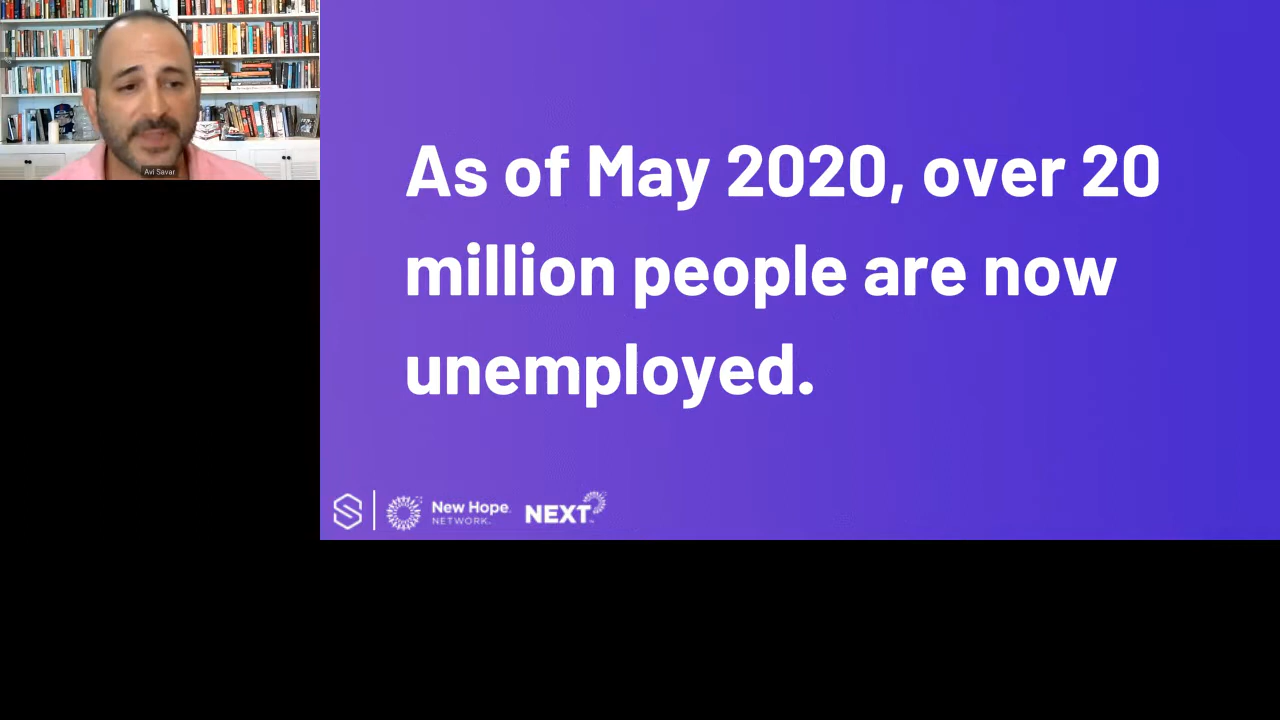 Avi Savar
As of May 2020, over 20
million people are now
unemployed.
New Hope
NETWORK
NEXT